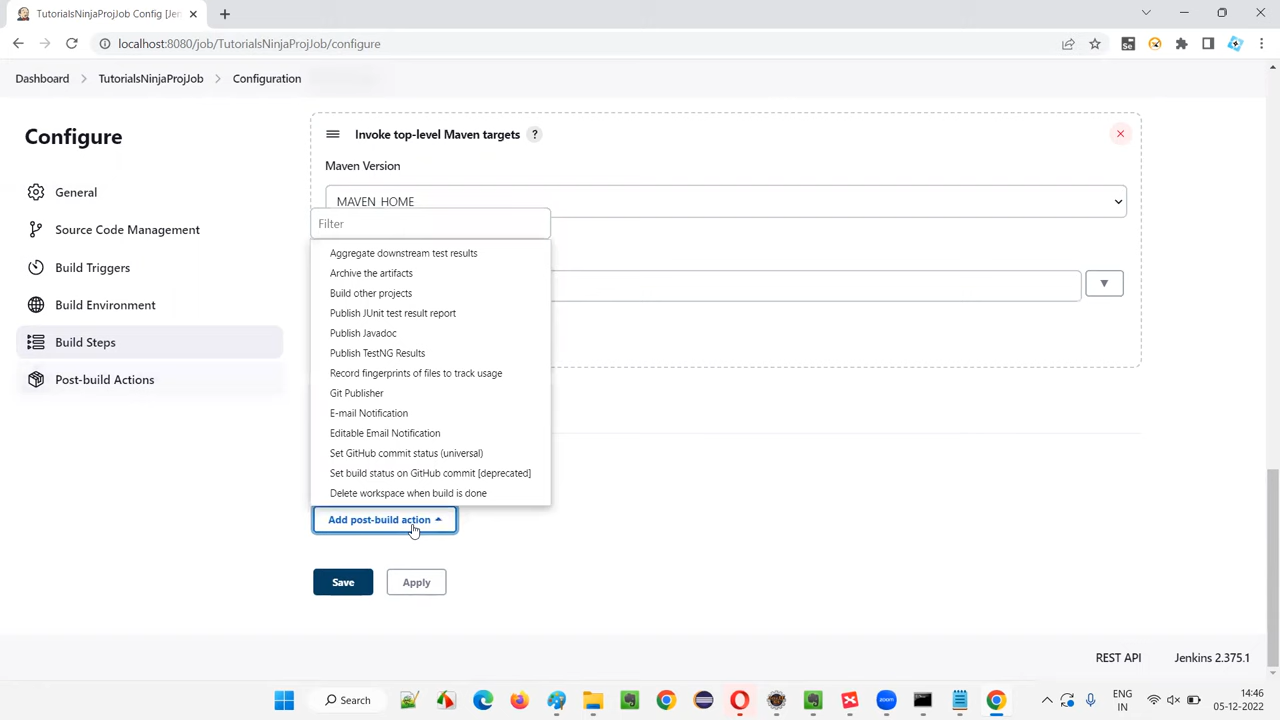 TutorialsNinjaProjJob Config [Jen
localhost:8080/job/TutorialsNinjaProjJob/configure
Dashboard
TutorialsNinjaProjJob
Configuration
Configure
General
Source Code Management
Build Triggers
Build Environment
Build Steps
Post-build Actions
Invoke top-level Maven targets ?
Maven Version
MAVEN_HOME
Filter
Aggregate downstream test results
Archive the artifacts
Build other projects
Publish JUnit test result report
Publish Javadoc
Publish TestNG Results
Record fingerprints of files to track usage
Git Publisher
E-mail Notification
Editable Email Notification
Set GitHub commit status (universal)
Set build status on GitHub commit [deprecated]
Delete workspace when build is done
Add post-build action
Save
Apply
REST API
Jenkins 2.375.1
Search
zoom
ENG
IN
14:46
05-12-2022